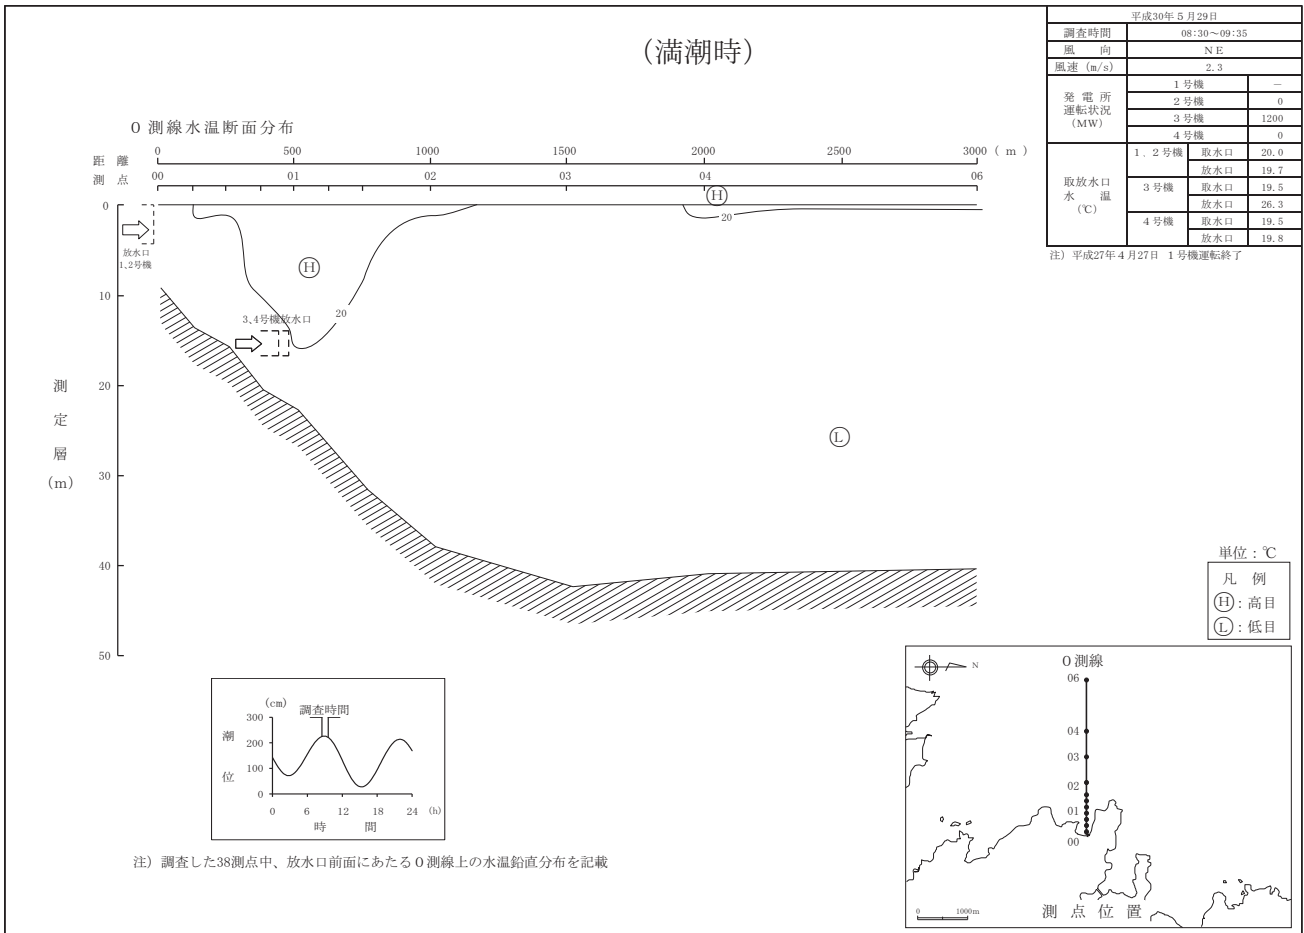 (満潮時)
平成30年5月29日
調査時間 08:30～09:35
風 向 NE
風速 (m/s) 2.3
発電所運転状況(MW)
1号機 －
2号機 0
3号機 1200
4号機 0
取放水口水温(℃)
1、2号機 取水口 20.0
放水口 19.7
3号機 取水口 19.5
放水口 26.3
4号機 取水口 19.5
放水口 19.8
注）平成27年4月27日 1号機運転終了
0測線水温断面分布
距離 0 500 1000 1500 2000 2500 3000 (m)
測点 00 01 02 03 04 06
0
10
20
30
40
50
測定層(m)
放水口
1、2号機
3、4号機放水口
H
20
H
20
L
単位：℃
凡 例
H：高目
L：低目
(cm)
調査時間
潮位
300
200
100
0
0 6 12 18 24 (h)
時 間
注）調査した38測点中、放水口前面にあたる0測線上の水温鉛直分布を記載
N
0測線
06
04
03
02
01
00
0 1000m
測点位置